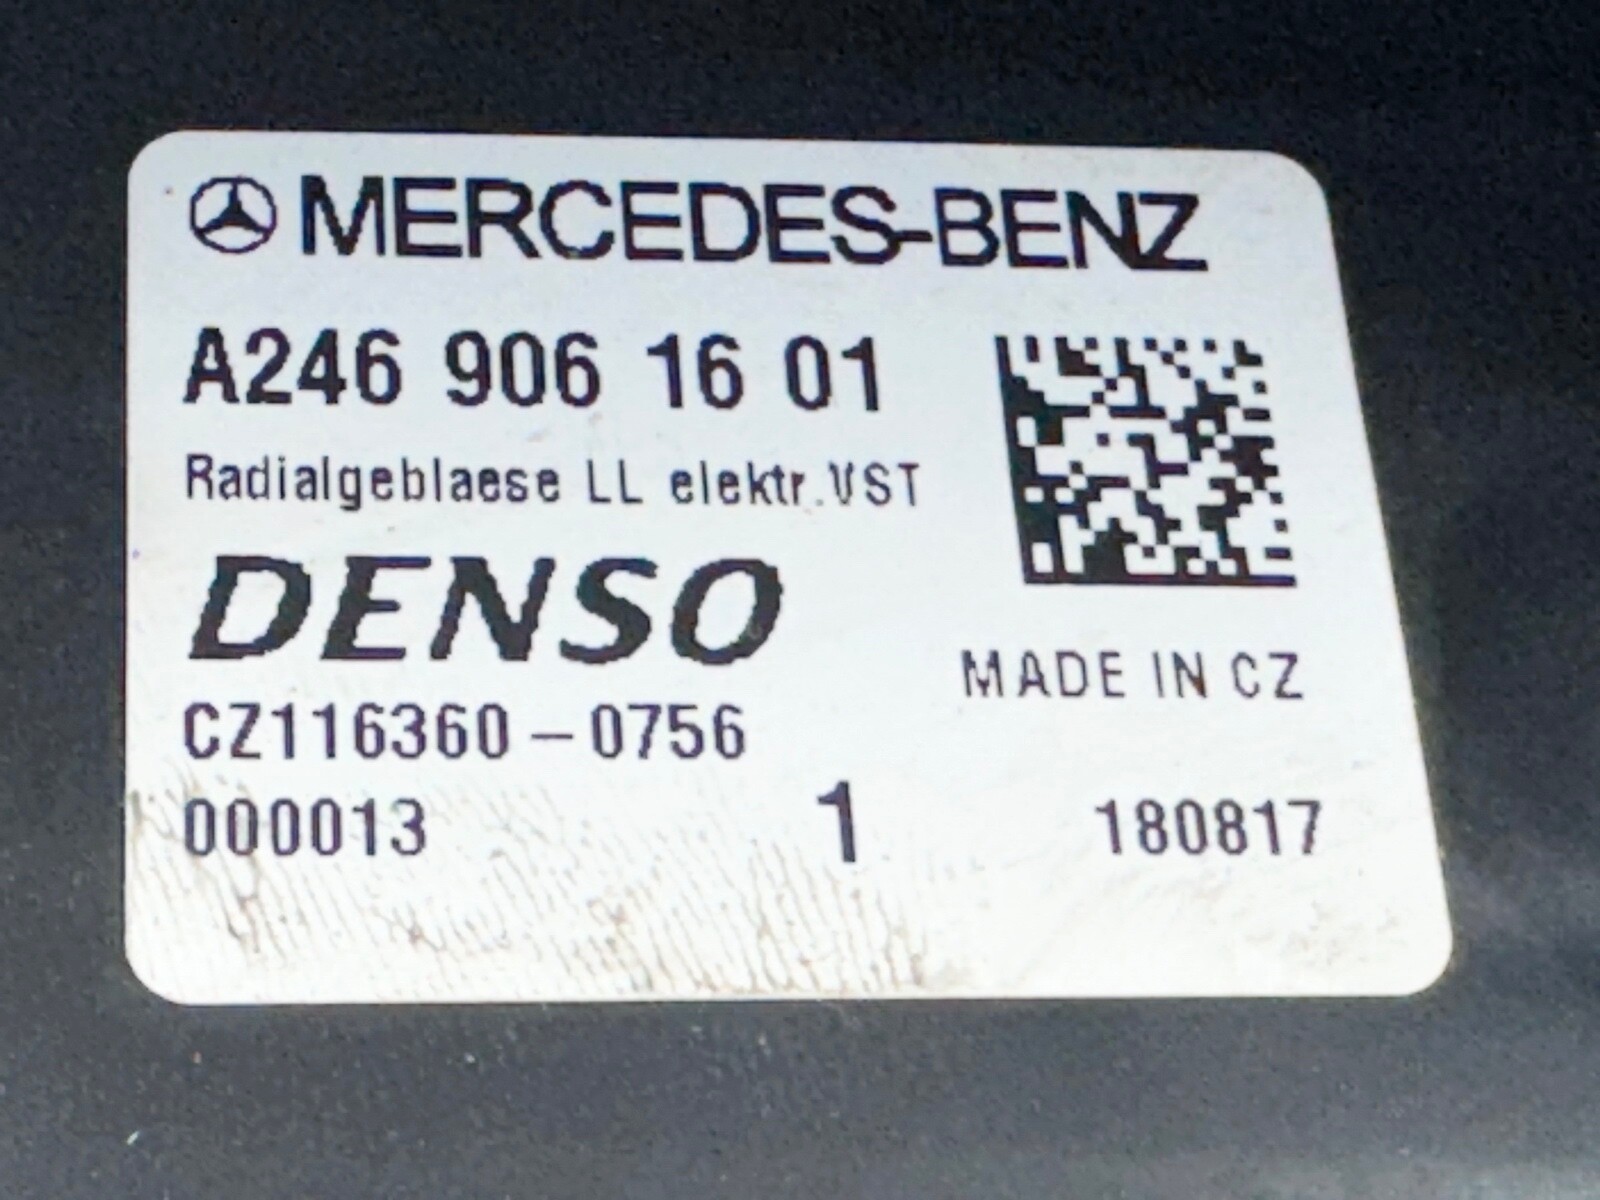 MERCEDES-BENZ
A246 906 16 01
Radialgeblaese LL elektr.VST
DENSO
MADE IN CZ
CZ116360-0756
000013 1 180817